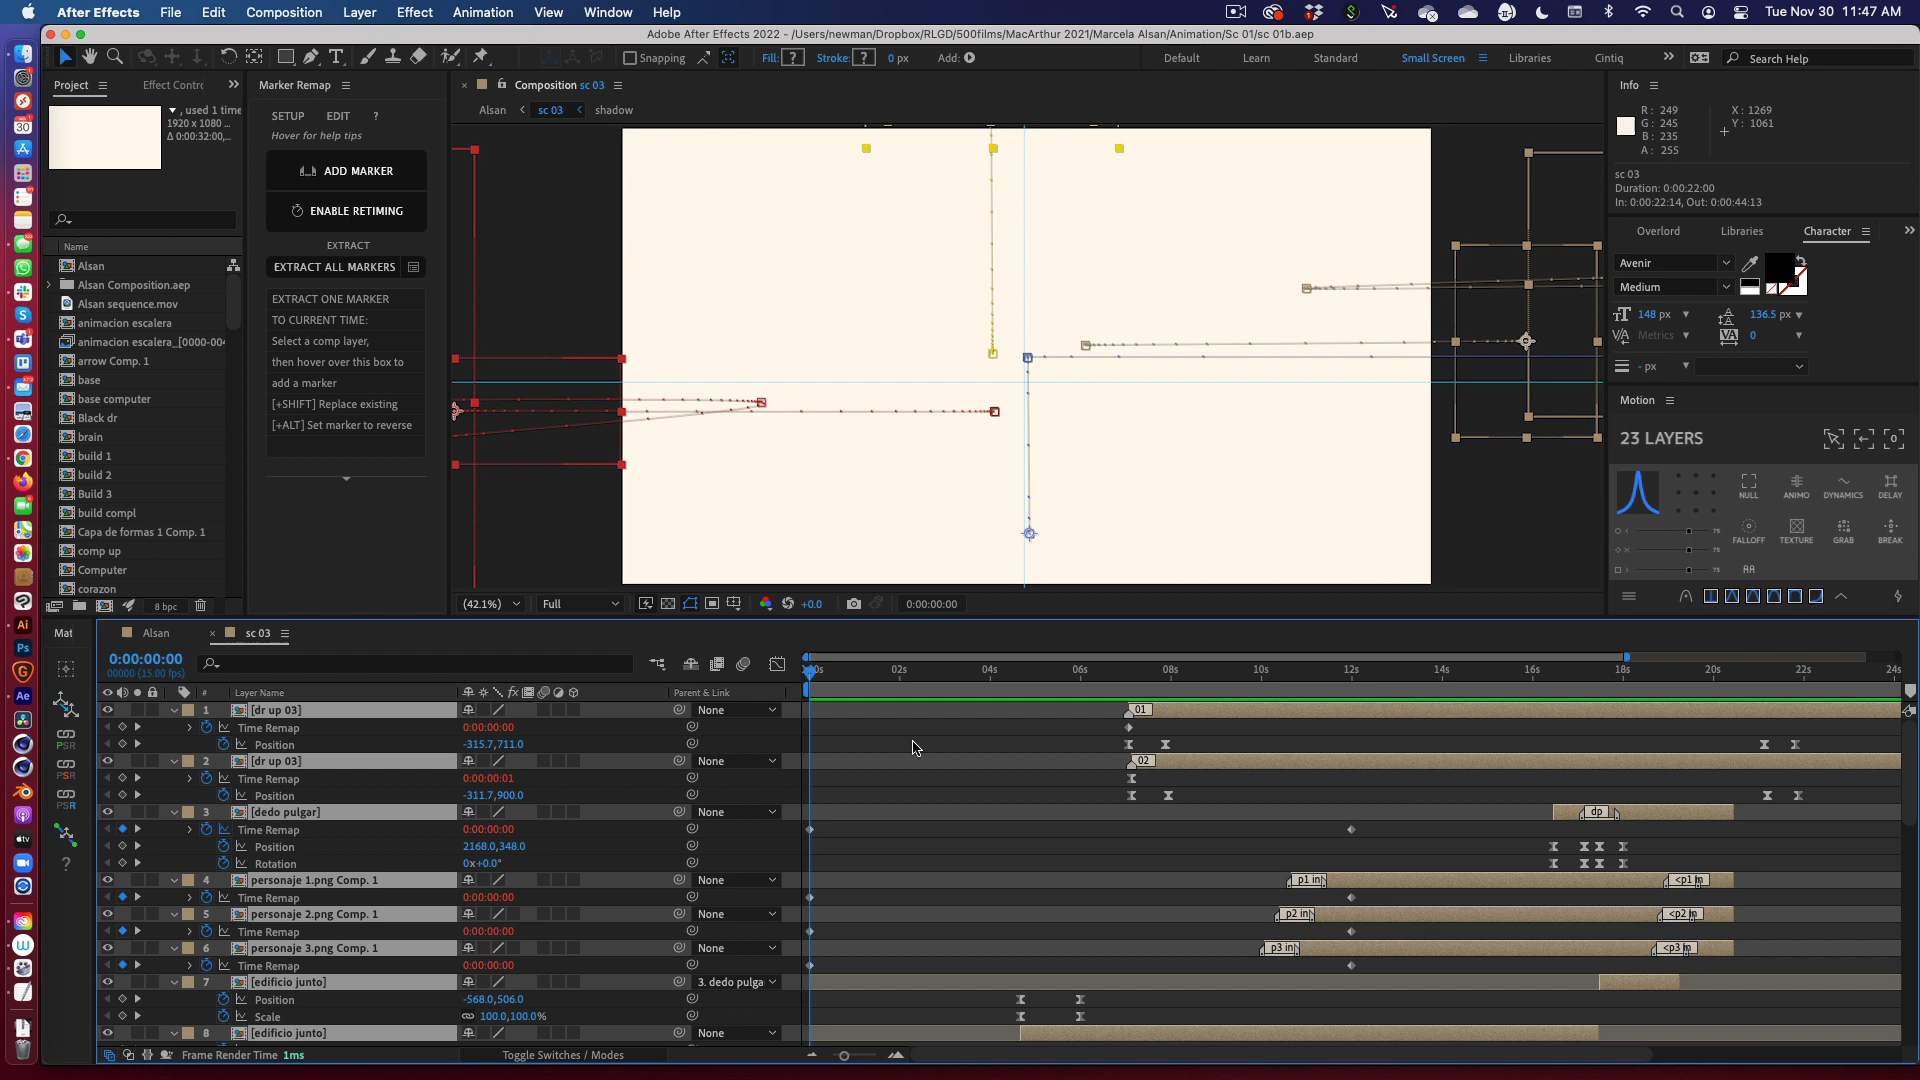 After Effects File Edit Composition Layer Effect Animation View Window Help
Tue Nov 30 11:47 AM
Adobe After Effects 2022 - /Users/newman/Dropbox/RLGD/500films/MacArthur 2021/Marcela Alsan/Animation/Sc 01/sc 01b.aep
Snapping Fill: ? Stroke: ? 0 px Add: Default Learn Standard Small Screen Libraries Cintiq Search Help
Project Effect Contrc
, used 1 time
1920 x 1080 ...
Δ 0:00:32:00,...
Name
Alsan
Alsan Composition.aep
Alsan sequence.mov
animacion escalera
animacion escalera_[0000-004
arrow Comp. 1
base
base computer
Black dr
brain
build 1
build 2
Build 3
build compl
Capa de formas 1 Comp. 1
comp up
Computer
corazon
8 bpc
Marker Remap
SETUP EDIT ?
Hover for help tips
ADD MARKER
ENABLE RETIMING
EXTRACT
EXTRACT ALL MARKERS
EXTRACT ONE MARKER
TO CURRENT TIME:
Select a comp layer,
then hover over this box to
add a marker
[+SHIFT] Replace existing
[+ALT] Set marker to reverse
Composition sc 03
Alsan sc 03 shadow
(42.1%) Full +0.0 0:00:00:00
Info
R: 249 X: 1269
G: 245 Y: 1061
B: 235
A: 255
sc 03
Duration: 0:00:22:00
In: 0:00:22:14, Out: 0:00:44:13
Overlord Libraries Character
Avenir
Medium
148 px 136.5 px
Metrics 0
- px
Motion
23 LAYERS
NULL ANIMO DYNAMICS DELAY
75
FALLOFF TEXTURE GRAB BREAK
75
75
Mat
Alsan sc 03
0:00:00:00
00000 (15.00 fps)
:00s 02s 04s 06s 08s 10s 12s 14s 16s 18s 20s 22s 24s
# Layer Name Parent & Link
1 [dr up 03] None 01
Time Remap 0:00:00:00
Position -315.7,711.0
2 [dr up 03] None 02
Time Remap 0:00:00:01
Position -311.7,900.0
3 [dedo pulgar] None dp
Time Remap 0:00:00:00
Position 2168.0,348.0
Rotation 0x+0.0°
4 personaje 1.png Comp. 1 None p1 in <p1 in
Time Remap 0:00:00:00
5 personaje 2.png Comp. 1 None p2 in <p2 in
Time Remap 0:00:00:00
6 personaje 3.png Comp. 1 None p3 in <p3 in
Time Remap 0:00:00:00
7 [edificio junto] 3. dedo pulga
Position -568.0,506.0
Scale 100.0,100.0%
8 [edificio junto] None
Frame Render Time 1ms Toggle Switches / Modes
PSR
PSR
PSR
?